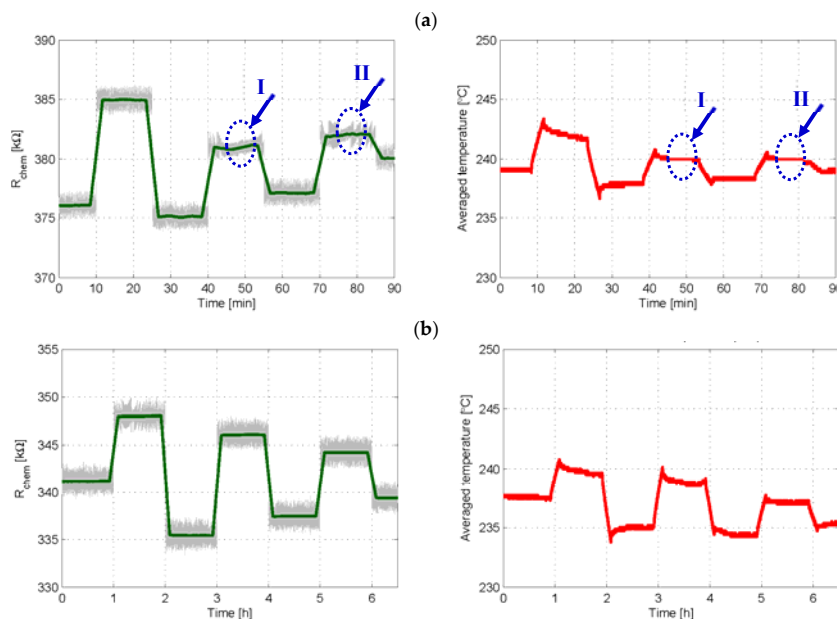 (a)
390
385
380
375
370
R_chem [kΩ]
I
II
0 10 20 30 40 50 60 70 80 90
Time [min]
250
245
240
235
230
Averaged temperature [°C]
I
II
0 10 20 30 40 50 60 70 80 90
Time [min]
(b)
355
350
345
340
335
330
R_chem [kΩ]
0 1 2 3 4 5 6
Time [h]
250
245
240
235
230
Averaged temperature [°C]
0 1 2 3 4 5 6
Time [h]